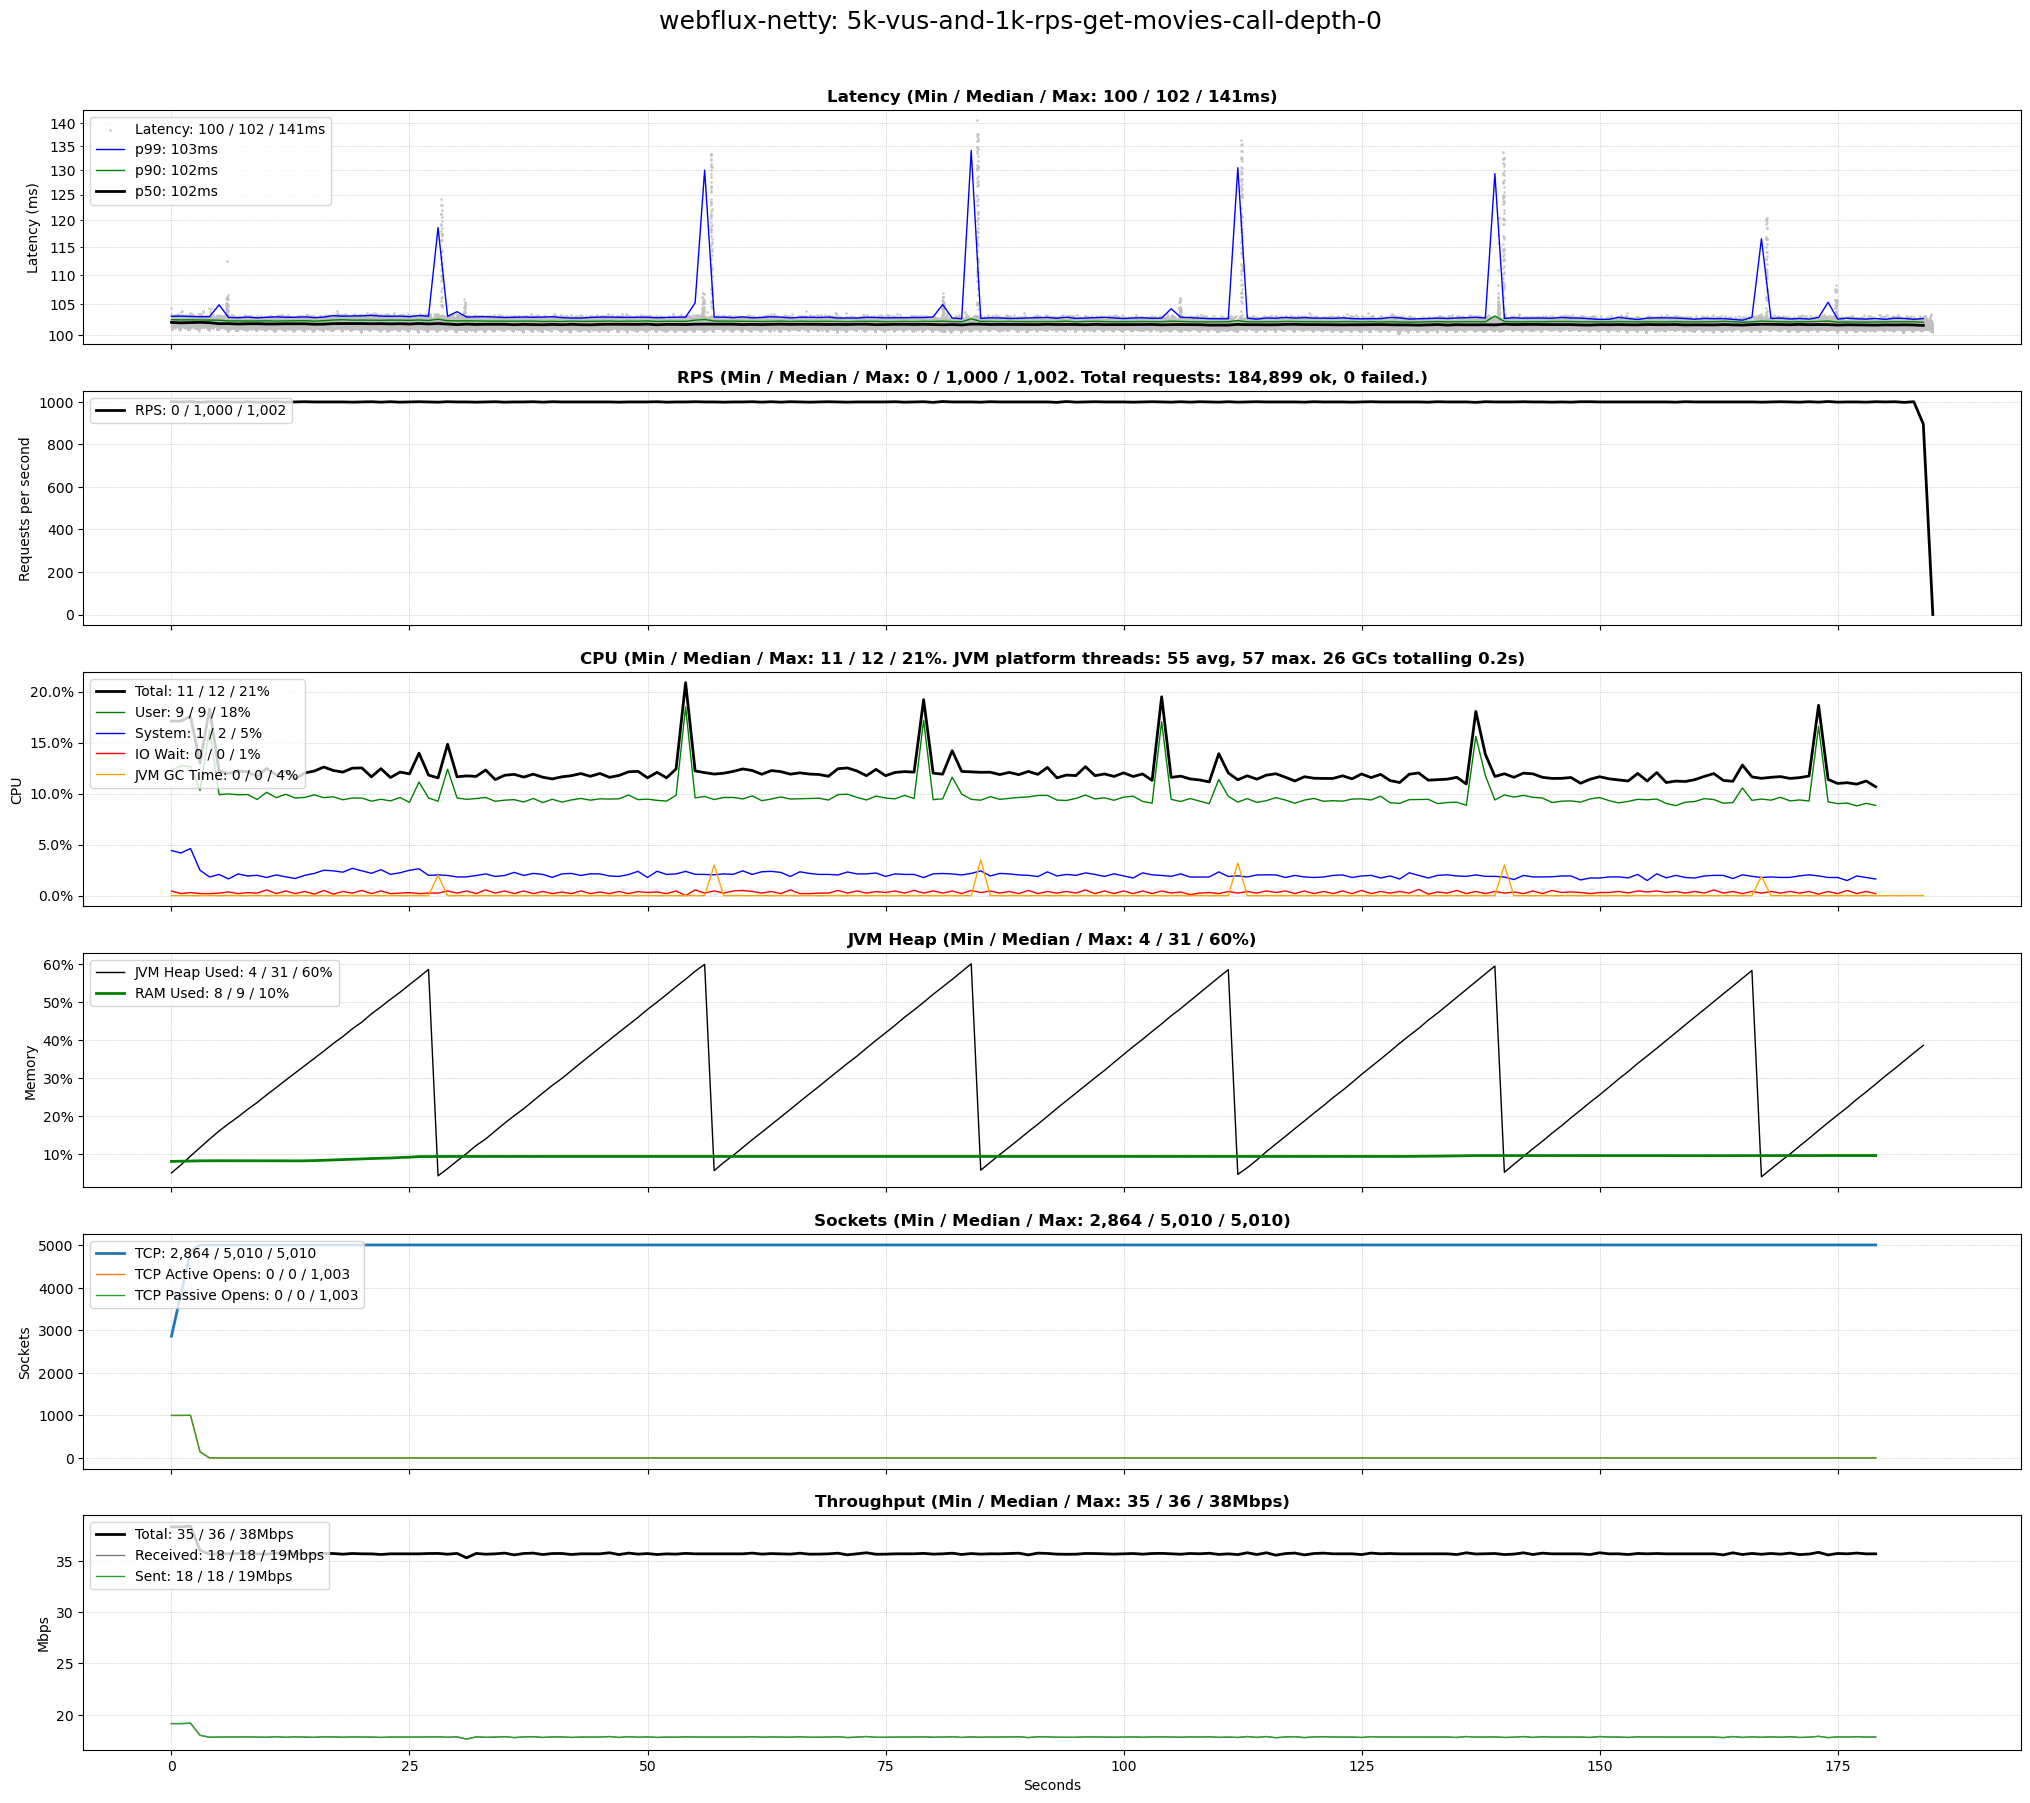 webflux-netty: 5k-vus-and-1k-rps-get-movies-call-depth-0
Latency (Min / Median / Max: 100 / 102 / 141ms)
Latency: 100 / 102 / 141ms
p99: 103ms
p90: 102ms
p50: 102ms
140
135
130
125
120
115
110
105
100
Latency (ms)
RPS (Min / Median / Max: 0 / 1,000 / 1,002. Total requests: 184,899 ok, 0 failed.)
RPS: 0 / 1,000 / 1,002
1000
800
600
400
200
0
Requests per second
CPU (Min / Median / Max: 11 / 12 / 21%. JVM platform threads: 55 avg, 57 max. 26 GCs totalling 0.2s)
Total: 11 / 12 / 21%
User: 9 / 9 / 18%
System: 1 / 2 / 5%
IO Wait: 0 / 0 / 1%
JVM GC Time: 0 / 0 / 4%
20.0%
15.0%
10.0%
5.0%
0.0%
CPU
JVM Heap (Min / Median / Max: 4 / 31 / 60%)
JVM Heap Used: 4 / 31 / 60%
RAM Used: 8 / 9 / 10%
60%
50%
40%
30%
20%
10%
Memory
Sockets (Min / Median / Max: 2,864 / 5,010 / 5,010)
TCP: 2,864 / 5,010 / 5,010
TCP Active Opens: 0 / 0 / 1,003
TCP Passive Opens: 0 / 0 / 1,003
5000
4000
3000
2000
1000
0
Sockets
Throughput (Min / Median / Max: 35 / 36 / 38Mbps)
Total: 35 / 36 / 38Mbps
Received: 18 / 18 / 19Mbps
Sent: 18 / 18 / 19Mbps
35
30
25
20
Mbps
0 25 50 75 100 125 150 175
Seconds